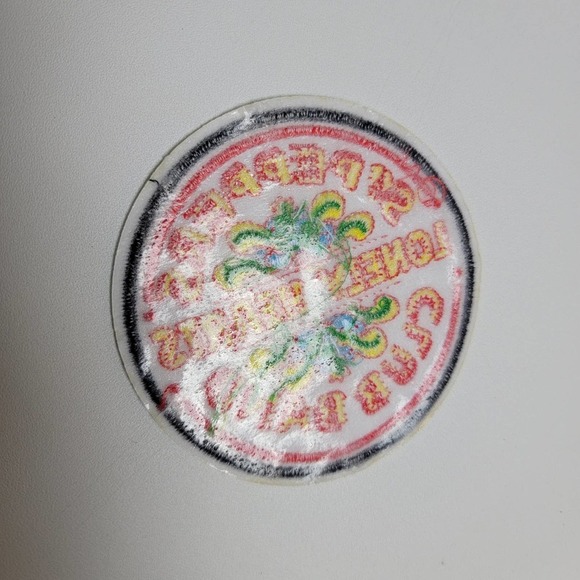 SGT. PEPPER'S
LONELY HEARTS
CLUB BAND